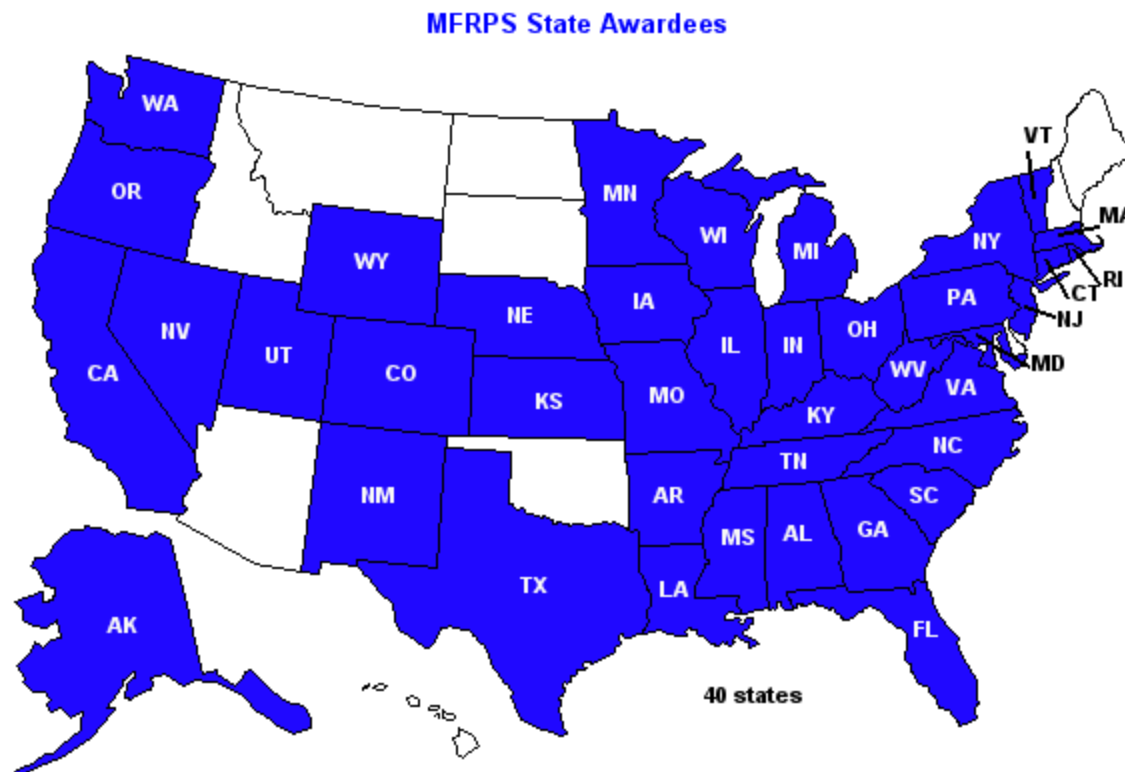 MFRPS State Awardees
WA
VT
OR
MN
MA
WI
NY
MI
WY
RI
CT
PA
IA
NE
NJ
NV
OH
IL
IN
UT
MD
WV
CO
CA
VA
MO
KS
KY
NC
TN
NM
AR
SC
GA
AL
MS
TX
LA
AK
FL
40 states